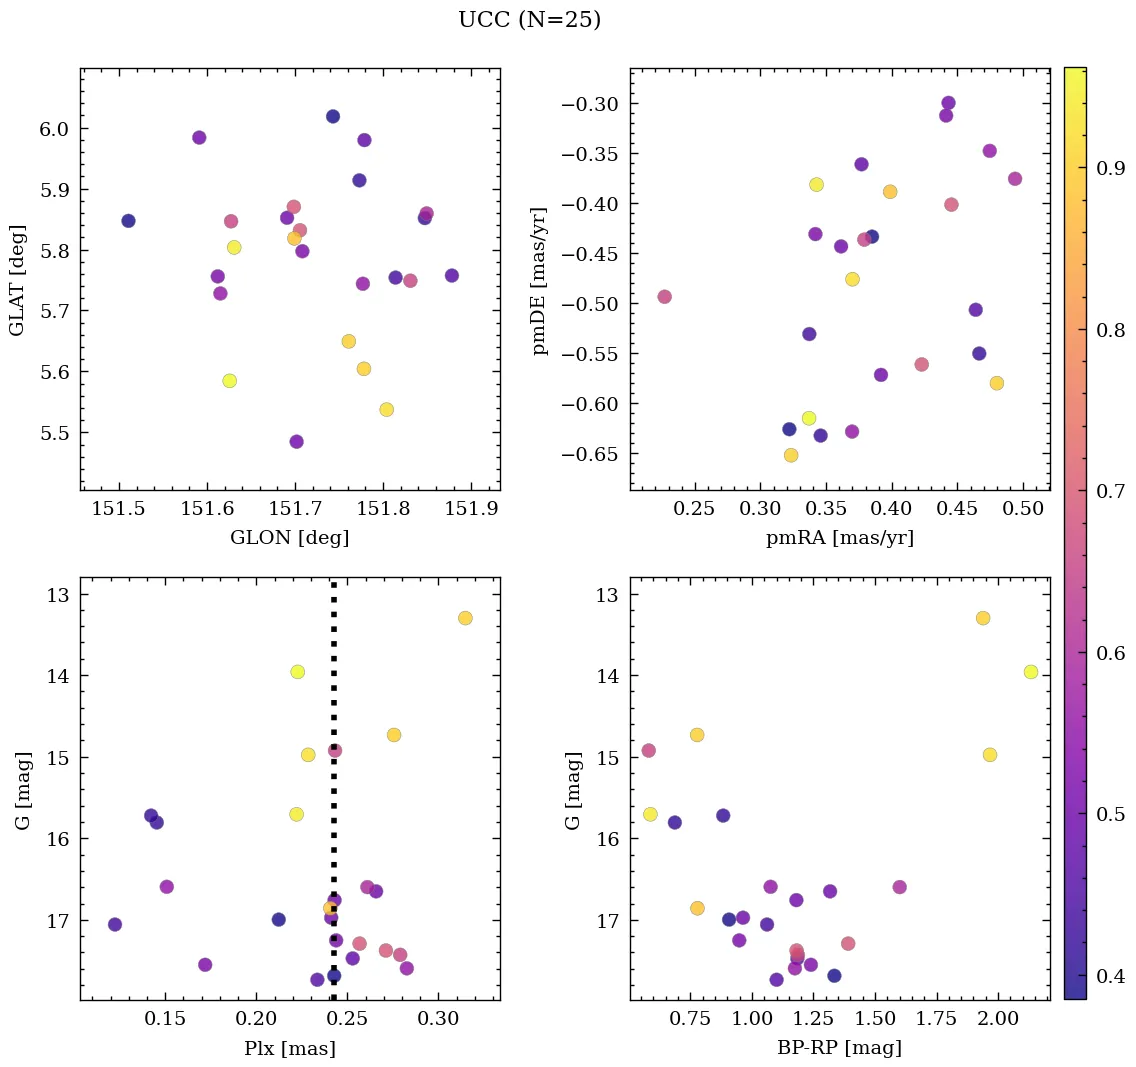 UCC (N=25)
6.0
5.9
5.8
5.7
5.6
5.5
GLAT [deg]
151.5 151.6 151.7 151.8 151.9
GLON [deg]
−0.30
−0.35
−0.40
−0.45
−0.50
−0.55
−0.60
−0.65
pmDE [mas/yr]
0.25 0.30 0.35 0.40 0.45 0.50
pmRA [mas/yr]
13
14
15
16
17
G [mag]
0.15 0.20 0.25 0.30
Plx [mas]
13
14
15
16
17
G [mag]
0.75 1.00 1.25 1.50 1.75 2.00
BP-RP [mag]
0.9
0.8
0.7
0.6
0.5
0.4